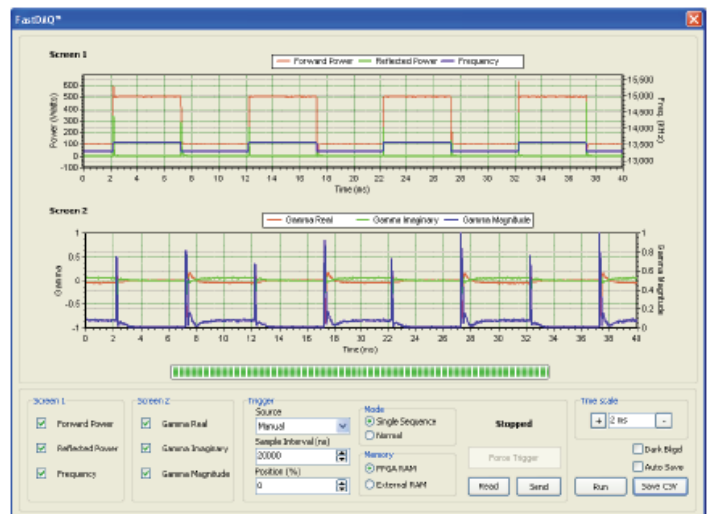 FastDAQ™
Screen 1
Forward Power Reflected Power Frequency
Power (Watts)
600
500
400
300
200
100
0
-100
15,500
15,000
14,500
14,000
13,500
13,000
Freq. (KHz)
0 2 4 6 8 10 12 14 16 18 20 22 24 26 28 30 32 34 36 38 40
Time (ms)
Screen 2
Gamma Real Gamma Imaginary Gamma Magnitude
Gamma
1
0.5
0
-0.5
-1
1
0.8
0.6
0.4
0.2
0
Gamma Magnitude
0 2 4 6 8 10 12 14 16 18 20 22 24 26 28 30 32 34 36 38 40
Time (ms)
Screen 1
Forward Power
Reflected Power
Frequency
Screen 2
Gamma Real
Gamma Imaginary
Gamma Magnitude
Trigger
Source
Manual
Sample Interval (ns)
20000
Position (%)
0
Mode
Single Sequence
Normal
Memory
FPGA RAM
External RAM
Stopped
Force Trigger
Read Send
Time scale
+ 2 ms -
Dark Bkgd
Auto Save
Run Save CSV